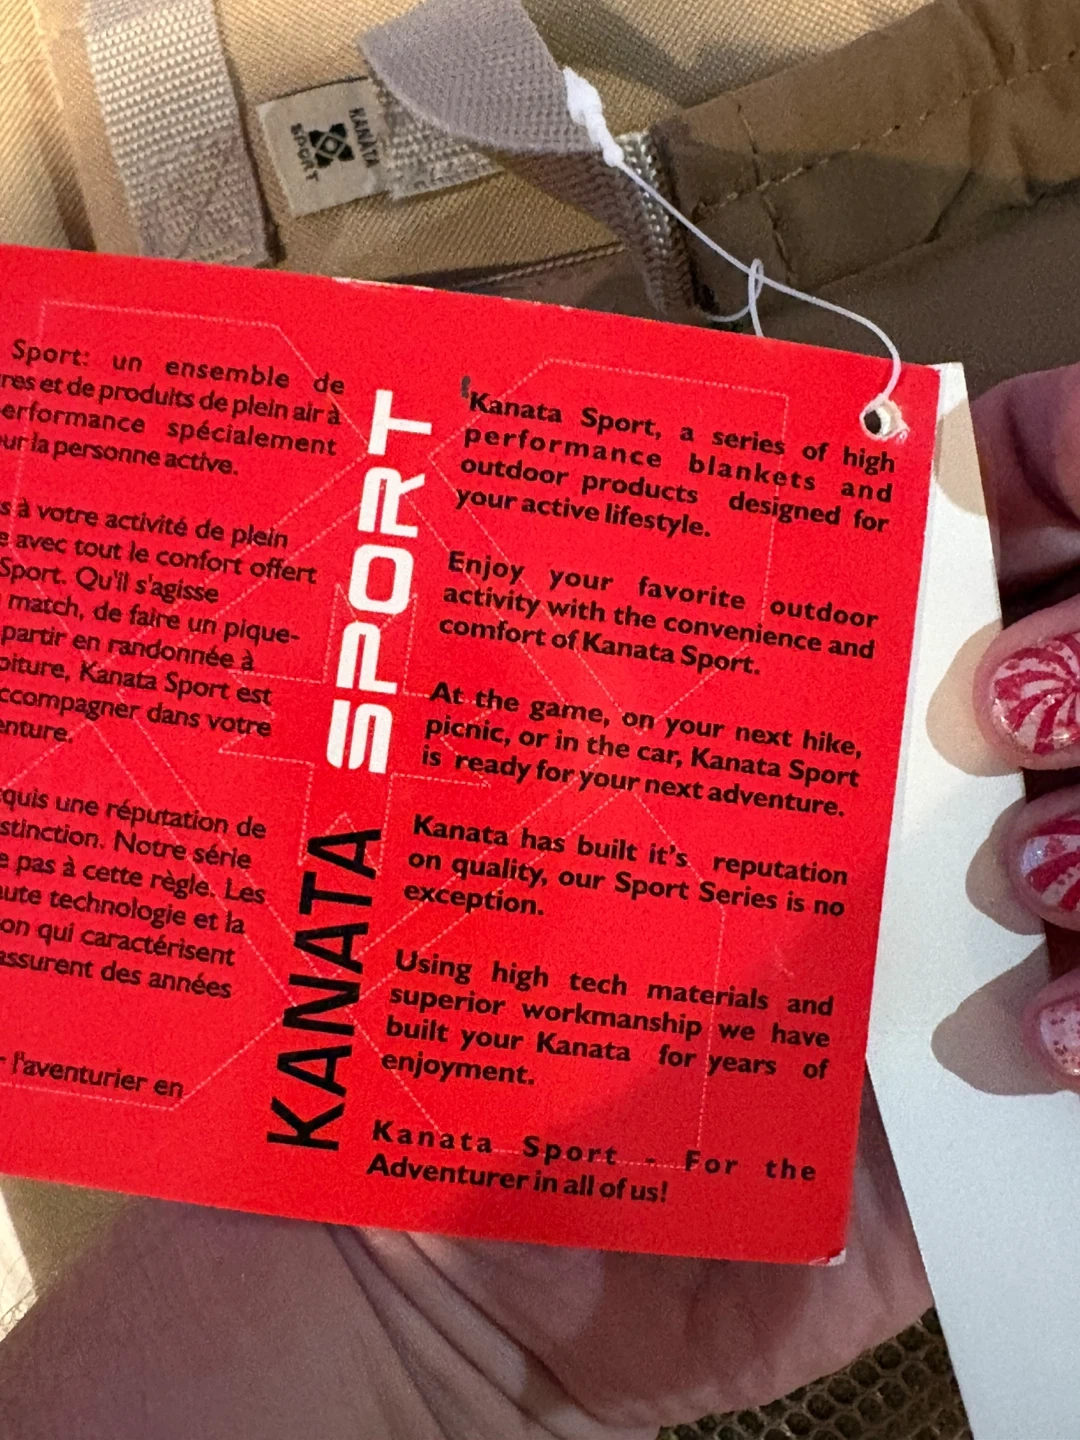 KANATA
SPORT
Sport: un ensemble de
res et de produits de plein air à
erformance spécialement
ur la personne active.
s à votre activité de plein
e avec tout le confort offert
Sport. Qu'il s'agisse
match, de faire un pique-
partir en randonnée à
oiture, Kanata Sport est
ccompagner dans votre
enture.
cquis une réputation de
stinction. Notre série
e pas à cette règle. Les
aute technologie et la
on qui caractérisent
assurent des années
- l'aventurier en
KANATA SPORT
Kanata Sport, a series of high
performance blankets and
outdoor products designed for
your active lifestyle.
Enjoy your favorite outdoor
activity with the convenience and
comfort of Kanata Sport.
At the game, on your next hike,
picnic, or in the car, Kanata Sport
is ready for your next adventure.
Kanata has built it's reputation
on quality, our Sport Series is no
exception.
Using high tech materials and
superior workmanship we have
built your Kanata for years of
enjoyment.
Kanata Sport - For the
Adventurer in all of us!